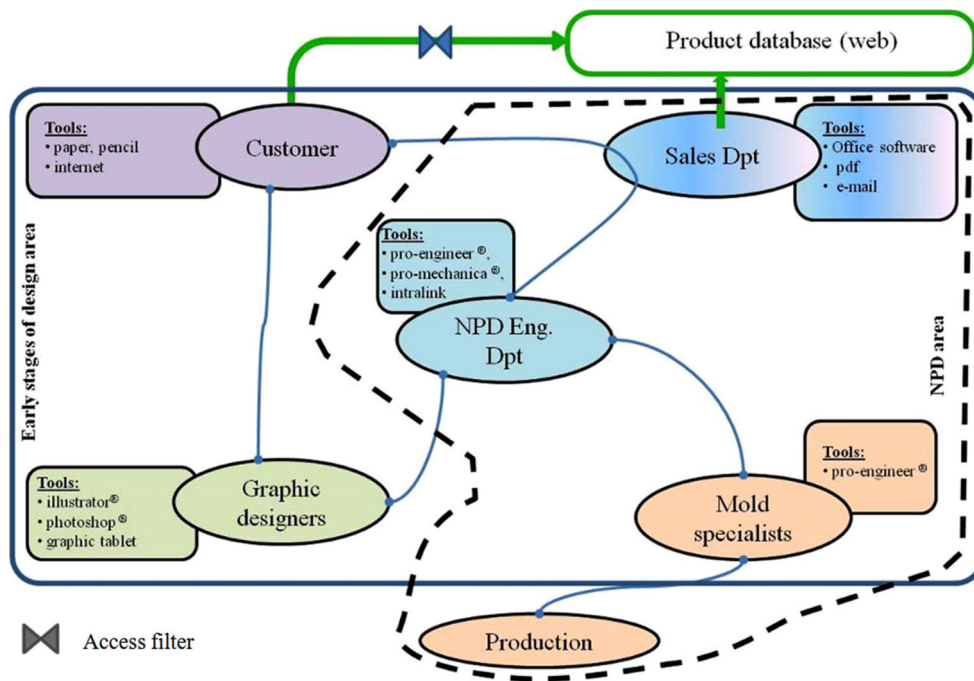 Product database (web)
Tools:
• paper, pencil
• internet
Customer
Sales Dpt
Tools:
• Office software
• pdf
• e-mail
Tools:
• pro-engineer ®,
• pro-mechanica ®,
• intralink
NPD Eng.
Dpt
Early stages of design area
NPD area
Tools:
• illustrator®
• photoshop ®
• graphic tablet
Graphic
designers
Tools:
• pro-engineer ®
Mold
specialists
Production
Access filter